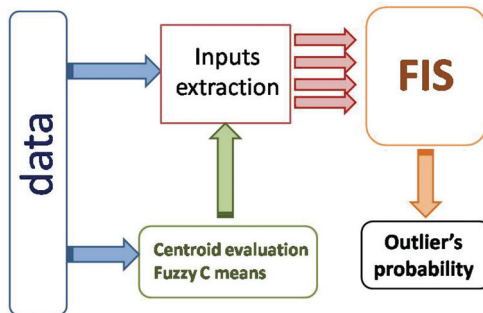 data
Inputs
extraction
FIS
Centroid evaluation
Fuzzy C means
Outlier's
probability